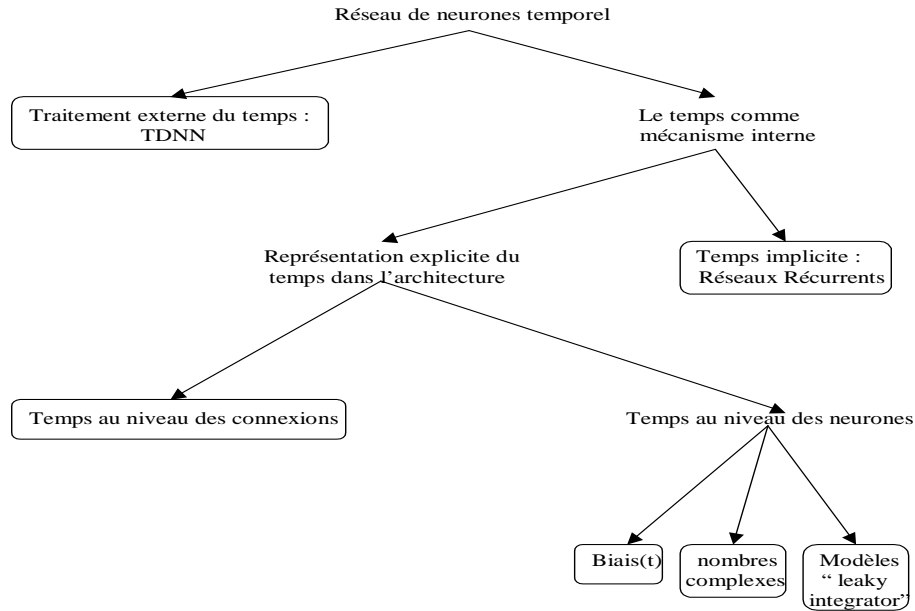 Réseau de neurones temporel
Traitement externe du temps :
TDNN
Le temps comme
mécanisme interne
Représentation explicite du
temps dans l’architecture
Temps implicite :
Réseaux Récurrents
Temps au niveau des connexions
Temps au niveau des neurones
Biais(t)
nombres
complexes
Modèles
“ leaky
integrator”